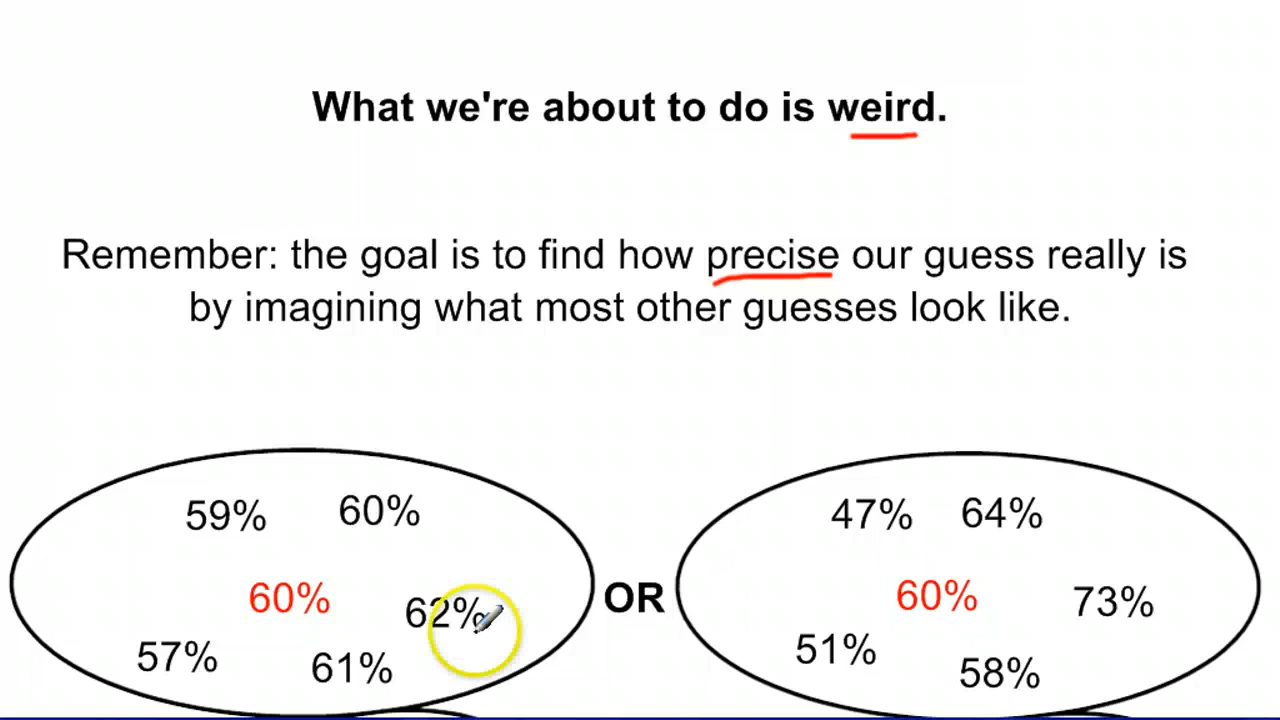 What we're about to do is weird.
Remember: the goal is to find how precise our guess really is
by imagining what most other guesses look like.
59% 60%
60%
62%
57% 61%
OR
47% 64%
60% 73%
51% 58%